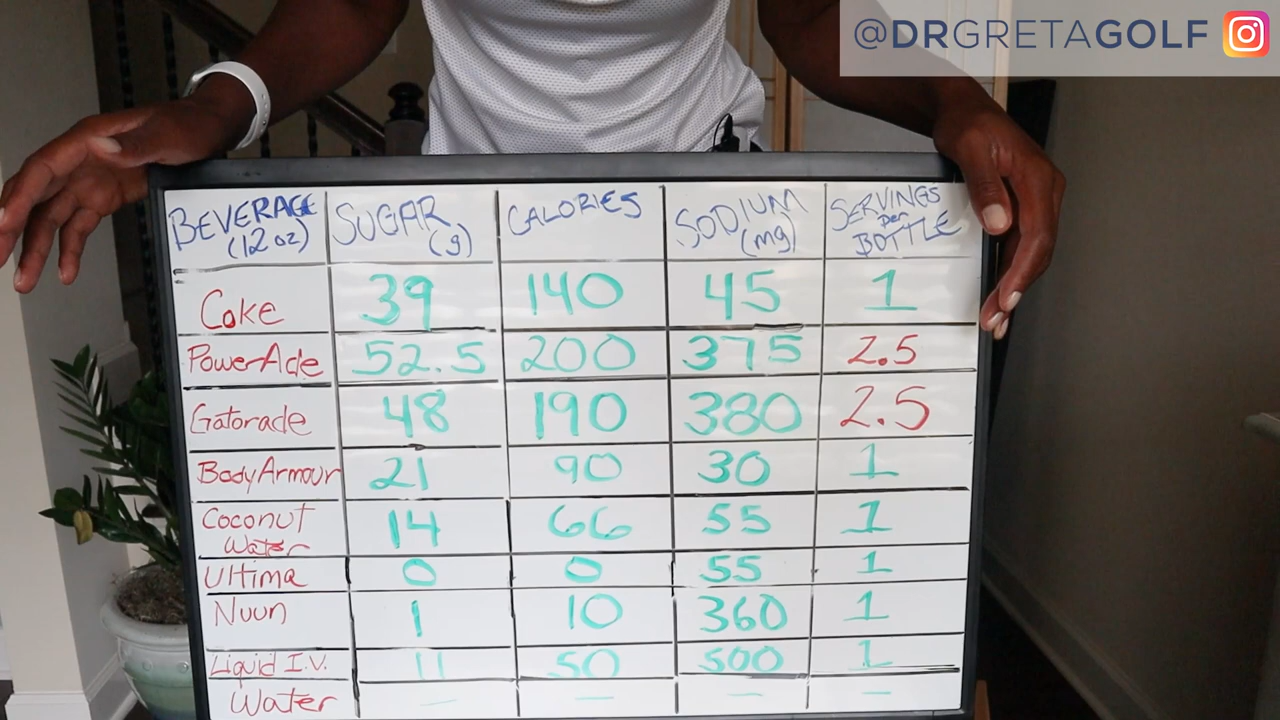 @DRGRETAGOLF
BEVERAGE (12 oz) SUGAR (g) CALORIES SODIUM (mg) SERVINGS Per BOTTLE
Coke 39 140 45 1
PowerAde 52.5 200 375 2.5
Gatorade 48 190 380 2.5
BodyArmour 21 90 30 1
Coconut Water 14 66 55 1
Ultima 0 0 55 1
Nuun 1 10 360 1
Liquid I.V. 11 50 500 1
Water — — — —